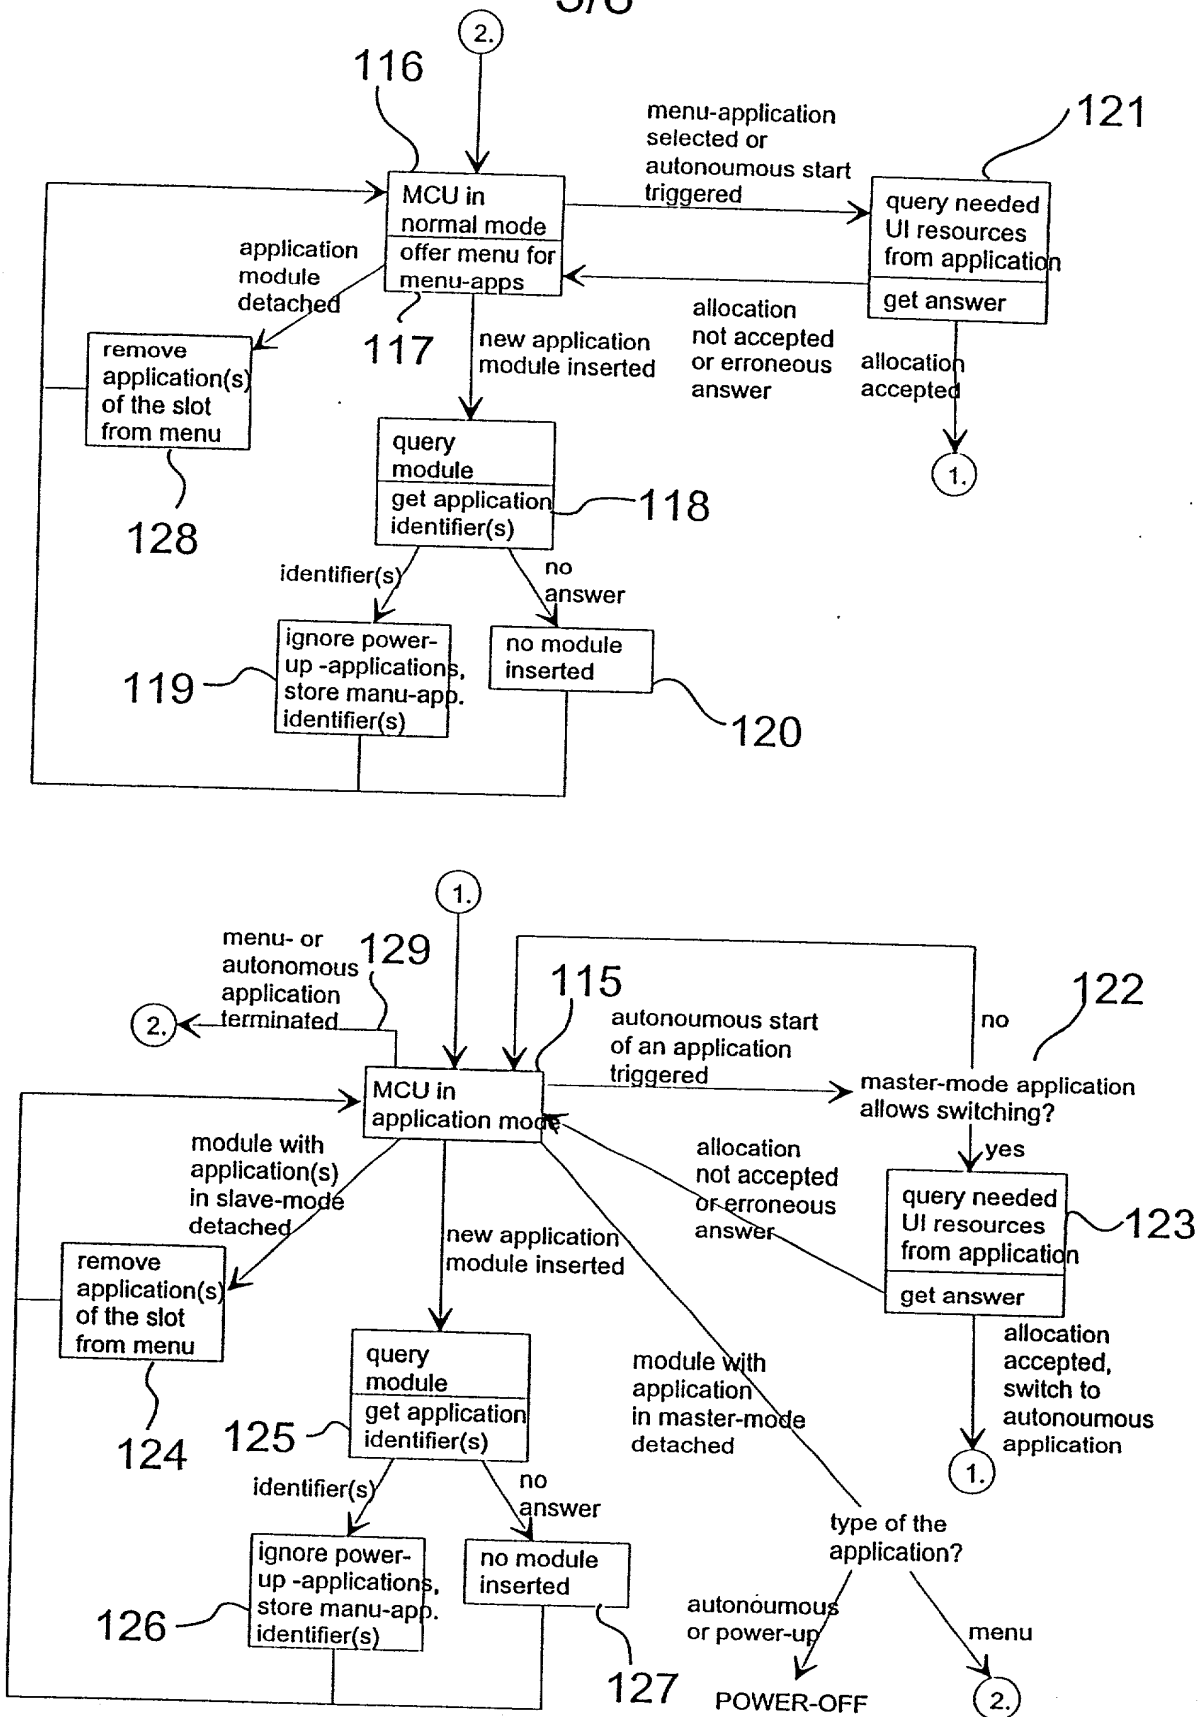 2.
116
menu-application
selected or
autonoumous start
triggered
121
MCU in
normal mode
offer menu for
menu-apps
query needed
UI resources
from application
get answer
application
module
detached
117
new application
module inserted
allocation
not accepted
or erroneous
answer
allocation
accepted
remove
application(s)
of the slot
from menu
128
query
module
get application
identifier(s)
118
1.
identifier(s)
no
answer
ignore power-
up -applications,
store manu-app.
identifier(s)
119
no module
inserted
120
1.
menu- or
autonomous
application
terminated
129
2.
115
autonoumous start
of an application
triggered
no
122
MCU in
application mode
master-mode application
allows switching?
yes
module with
application(s)
in slave-mode
detached
allocation
not accepted
or erroneous
answer
query needed
UI resources
from application
get answer
123
new application
module inserted
remove
application(s)
of the slot
from menu
124
query
module
get application
identifier(s)
125
module with
application
in master-mode
detached
allocation
accepted,
switch to
autonoumous
application
1.
identifier(s)
no
answer
type of the
application?
ignore power-
up -applications,
store manu-app.
identifier(s)
126
no module
inserted
127
autonoumous
or power-up
menu
POWER-OFF
2.